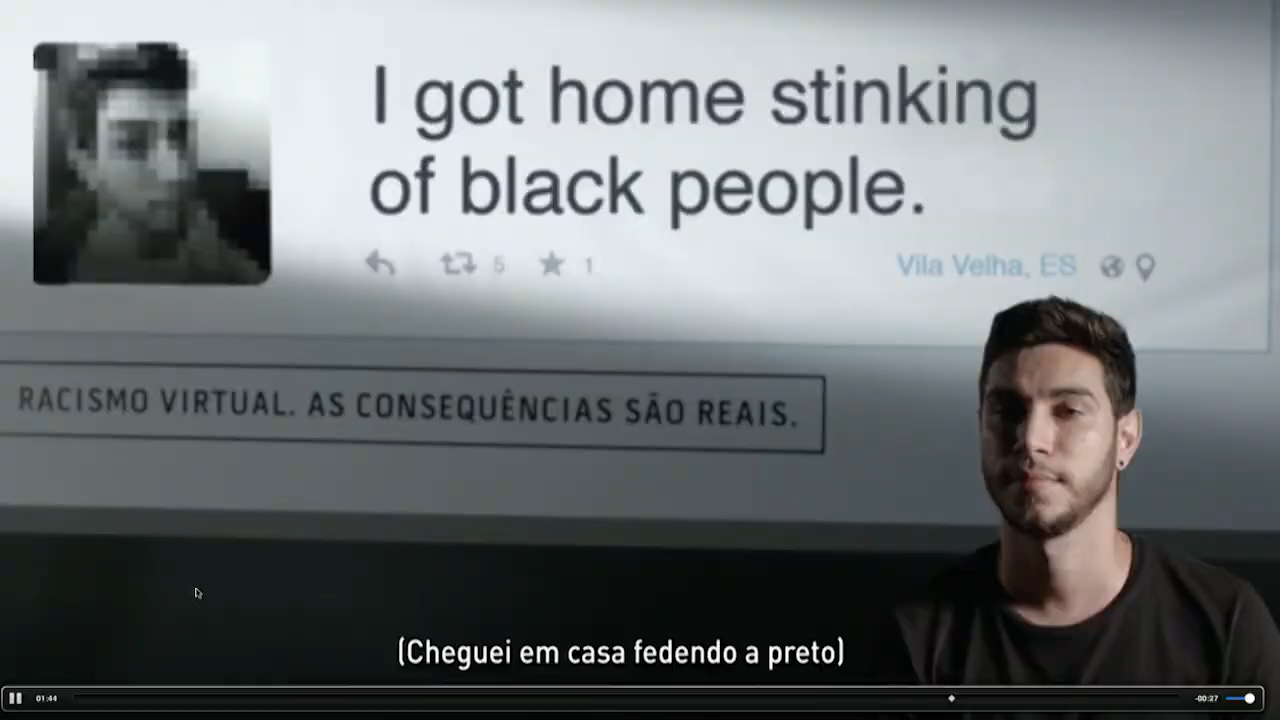 I got home stinking
of black people.
5 1 Vila Velha, ES
RACISMO VIRTUAL. AS CONSEQUÊNCIAS SÃO REAIS.
(Cheguei em casa fedendo a preto)
01:44 -00:27